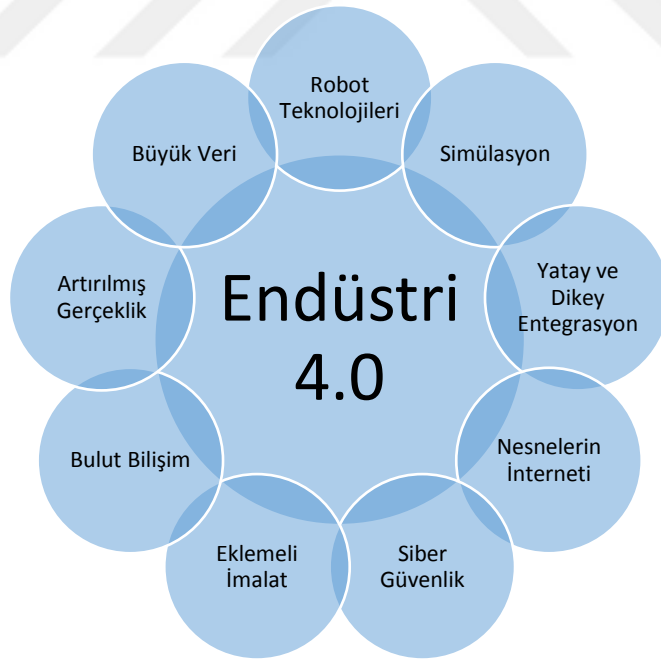 Robot
Teknolojileri
Simülasyon
Yatay ve
Dikey
Entegrasyon
Nesnelerin
İnterneti
Siber
Güvenlik
Eklemeli
İmalat
Bulut Bilişim
Artırılmış
Gerçeklik
Büyük Veri
Endüstri
4.0